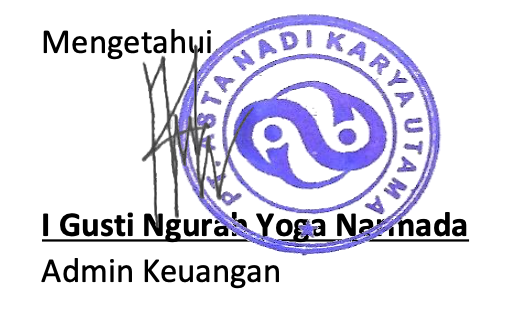 Mengetahui
PT. ASTA NADI KARYA UTAMA
I Gusti Ngurah Yoga Narmada
Admin Keuangan